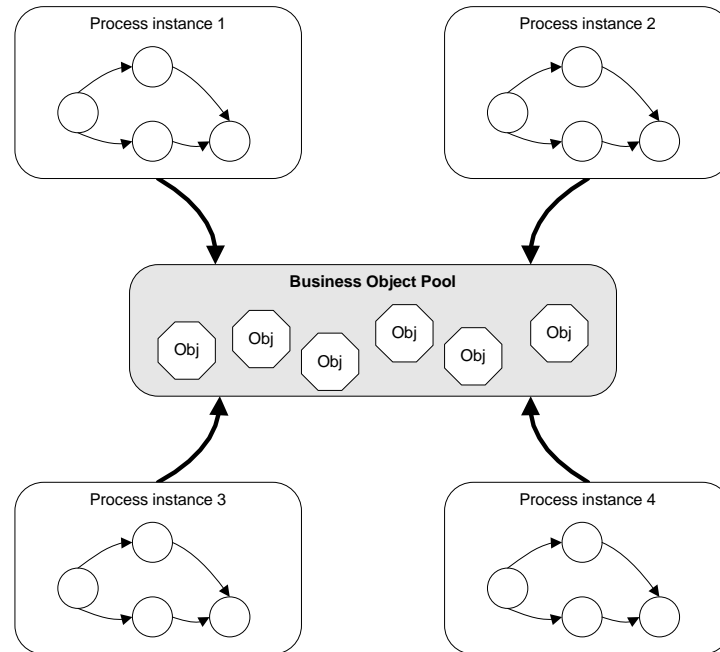 Process instance 1
Process instance 2
Business Object Pool
Obj
Obj
Obj
Obj
Obj
Obj
Process instance 3
Process instance 4